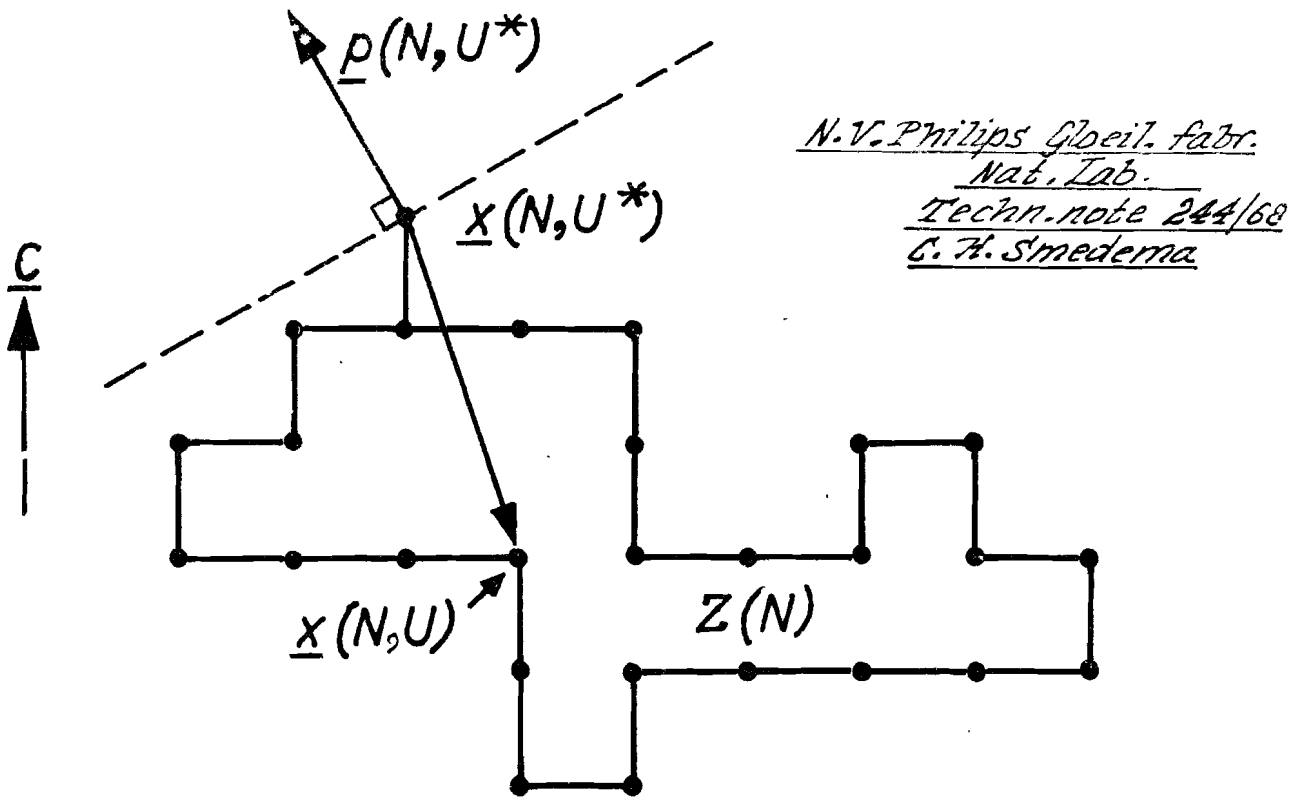 p(N,U*)
N.V. Philips Gloeil. fabr.
Nat. Lab.
Techn. note 244/68
C. H. Smedema
x(N,U*)
c
x(N,U)
Z(N)